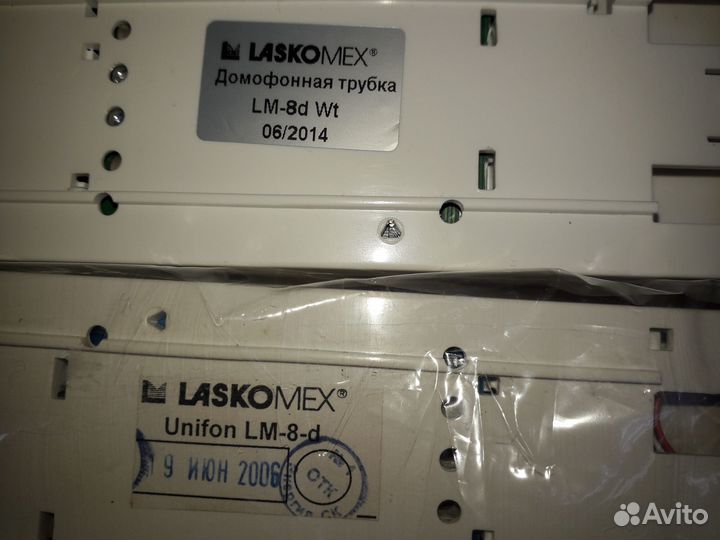 LASKOMEX®
Домофонная трубка
LM-8d Wt
06/2014
LASKOMEX®
Unifon LM-8-d
9 ИЮН 2006
ОТК
Avito